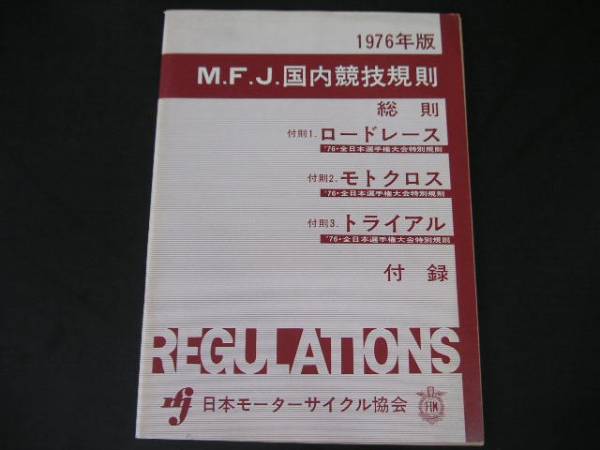 1976年版
M.F.J.国内競技規則
総則
付則1.ロードレース
'76・全日本選手権大会特別規則
付則2.モトクロス
'76・全日本選手権大会特別規則
付則3.トライアル
'76・全日本選手権大会特別規則
付録
REGULATIONS
mfj 日本モーターサイクル協会 FIM